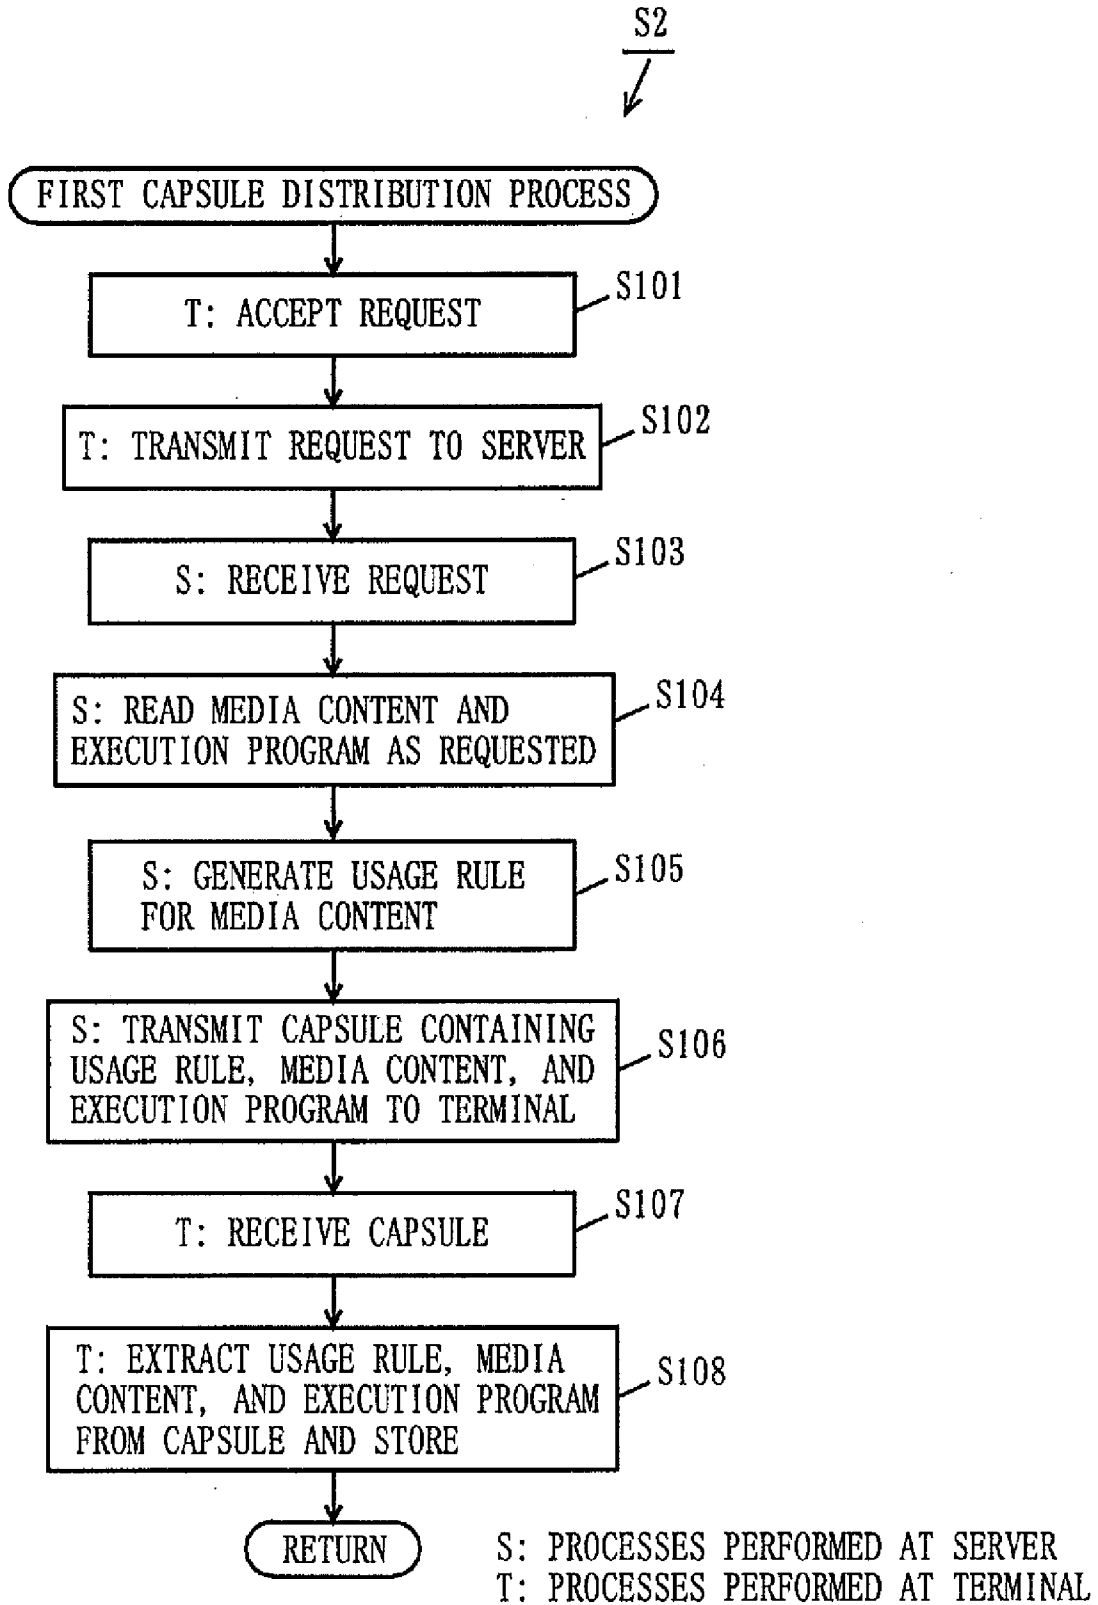 S2
FIRST CAPSULE DISTRIBUTION PROCESS
S101
T: ACCEPT REQUEST
S102
T: TRANSMIT REQUEST TO SERVER
S103
S: RECEIVE REQUEST
S104
S: READ MEDIA CONTENT AND
EXECUTION PROGRAM AS REQUESTED
S105
S: GENERATE USAGE RULE
FOR MEDIA CONTENT
S106
S: TRANSMIT CAPSULE CONTAINING
USAGE RULE, MEDIA CONTENT, AND
EXECUTION PROGRAM TO TERMINAL
S107
T: RECEIVE CAPSULE
S108
T: EXTRACT USAGE RULE, MEDIA
CONTENT, AND EXECUTION PROGRAM
FROM CAPSULE AND STORE
RETURN
S: PROCESSES PERFORMED AT SERVER
T: PROCESSES PERFORMED AT TERMINAL